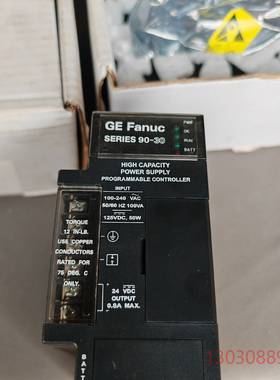 GE Fanuc
SERIES 90-30
PWR
OK
RUN
BATT
HIGH CAPACITY
POWER SUPPLY
PROGRAMMABLE CONTROLLER
INPUT
100-240 VAC
50/60 HZ 100VA
125VDC, 50W
TORQUE
12 IN-LB.
USE COPPER
CONDUCTORS
RATED FOR
75 DEG. C
ONLY.
24 VDC
OUTPUT
0.8A MAX.
BATT
13030889